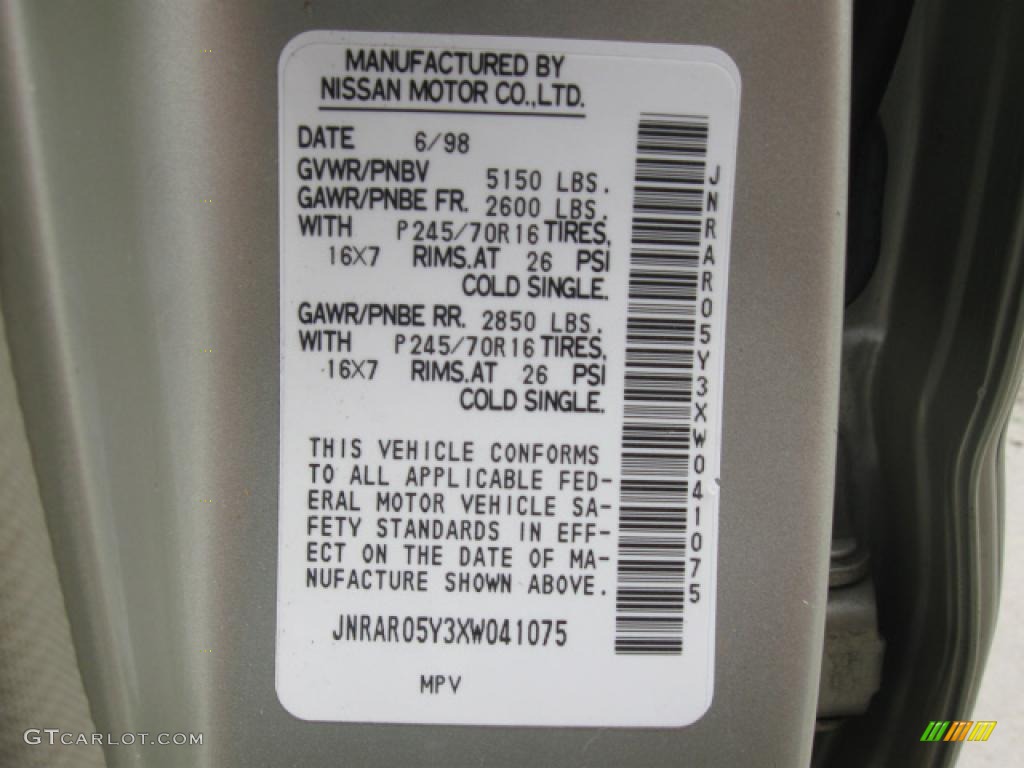 MANUFACTURED BY
NISSAN MOTOR CO.,LTD.
DATE 6/98
GVWR/PNBV 5150 LBS.
GAWR/PNBE FR. 2600 LBS.
WITH P245/70R16 TIRES,
16X7 RIMS.AT 26 PSI
COLD SINGLE.
GAWR/PNBE RR. 2850 LBS.
WITH P245/70R16 TIRES,
16X7 RIMS.AT 26 PSI
COLD SINGLE.
THIS VEHICLE CONFORMS
TO ALL APPLICABLE FED-
ERAL MOTOR VEHICLE SA-
FETY STANDARDS IN EFF-
ECT ON THE DATE OF MA-
NUFACTURE SHOWN ABOVE.
JNRAR05Y3XW041075
MPV
JNRAR05Y3XW041075
GTCARLOT.COM